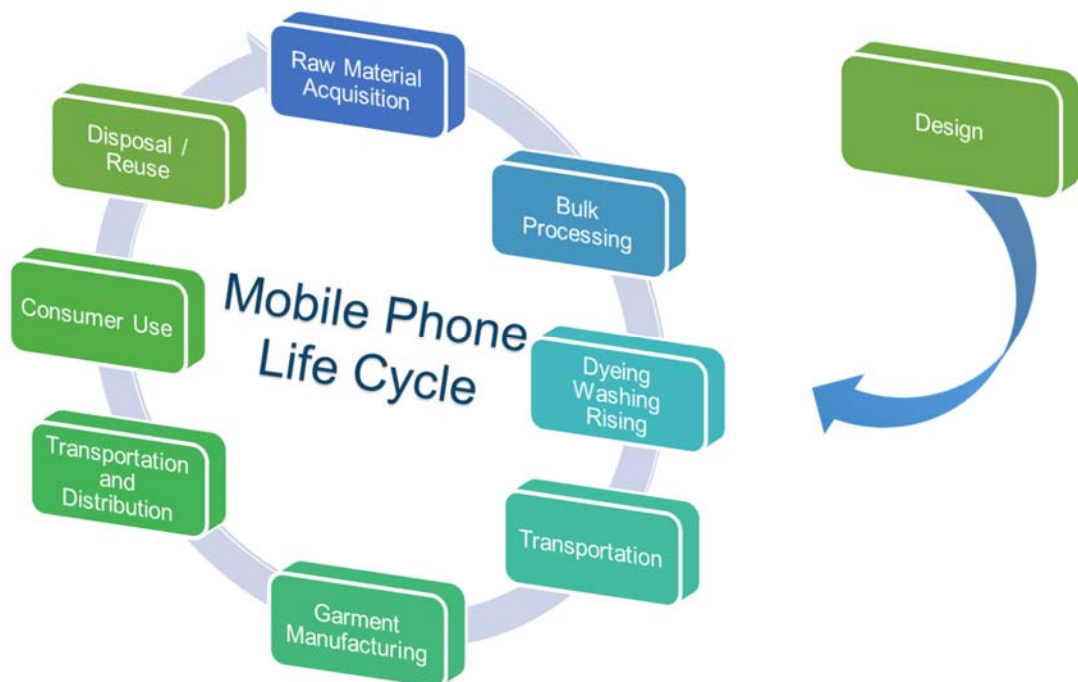 Raw Material
Acquisition
Design
Disposal /
Reuse
Bulk
Processing
Mobile Phone
Life Cycle
Consumer Use
Dyeing
Washing
Rising
Transportation
and
Distribution
Transportation
Garment
Manufacturing